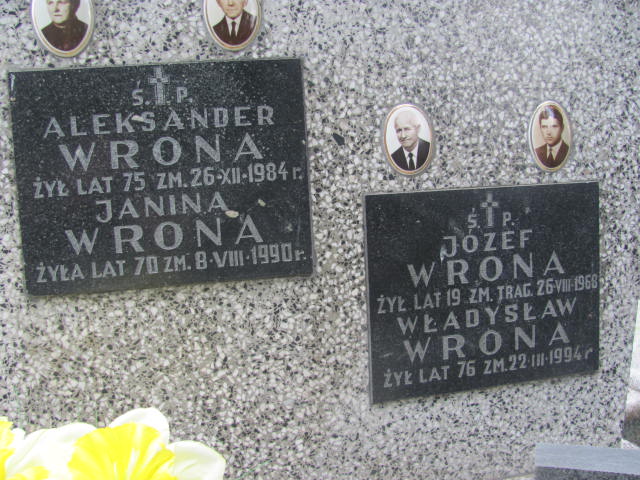 Ś. P.
ALEKSANDER
WRONA
ŻYŁ LAT 75 ZM. 26·XII·1984 r.
JANINA
WRONA
ŻYŁA LAT 70 ZM. 8·VIII·1990 r.
Ś. P.
JÓZEF
WRONA
ŻYŁ LAT 19 ZM. TRAG. 26·VIII·1968
WŁADYSŁAW
WRONA
ŻYŁ LAT 76 ZM. 22·III·1994 r